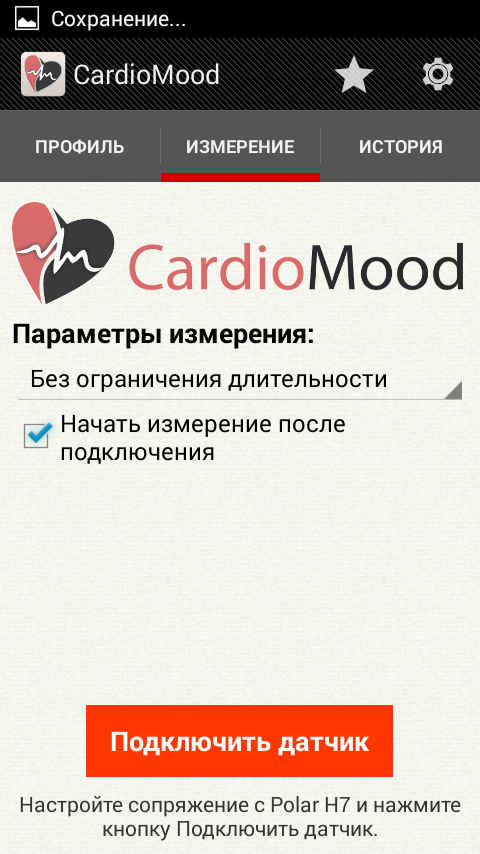 Сохранение...
CardioMood
ПРОФИЛЬ
ИЗМЕРЕНИЕ
ИСТОРИЯ
CardioMood
Параметры измерения:
Без ограничения длительности
Начать измерение после
подключения
Подключить датчик
Настройте сопряжение с Polar H7 и нажмите
кнопку Подключить датчик.